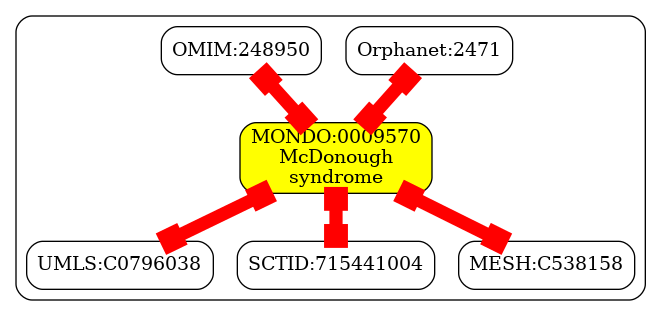 OMIM:248950
Orphanet:2471
MONDO:0009570
McDonough
syndrome
UMLS:C0796038
SCTID:715441004
MESH:C538158